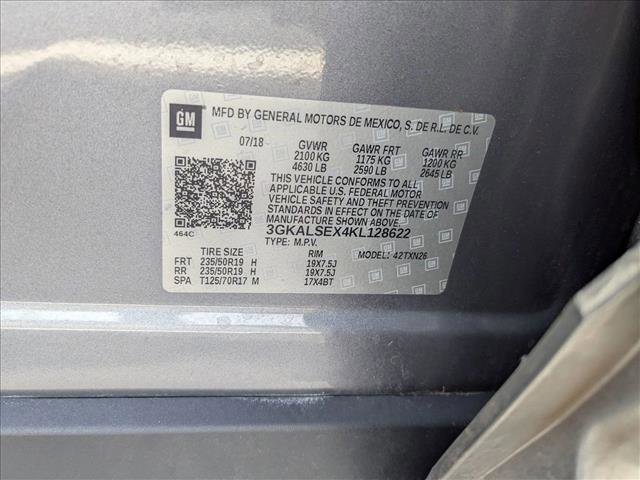 GM
MFD BY GENERAL MOTORS DE MEXICO, S. DE R.L. DE C.V.
07/18 GVWR GAWR FRT GAWR RR
2100 KG 1175 KG 1200 KG
4630 LB 2590 LB 2645 LB
THIS VEHICLE CONFORMS TO ALL
APPLICABLE U.S. FEDERAL MOTOR
VEHICLE SAFETY AND THEFT PREVENTION
STANDARDS IN EFFECT ON THE DATE OF
MANUFACTURE SHOWN ABOVE
464C 3GKALSEX4KL128622
TYPE: M.P.V. MODEL: 42TXN26
TIRE SIZE RIM
FRT 235/50R19 H 19X7.5J
RR 235/50R19 H 19X7.5J
SPA T125/70R17 M 17X4BT